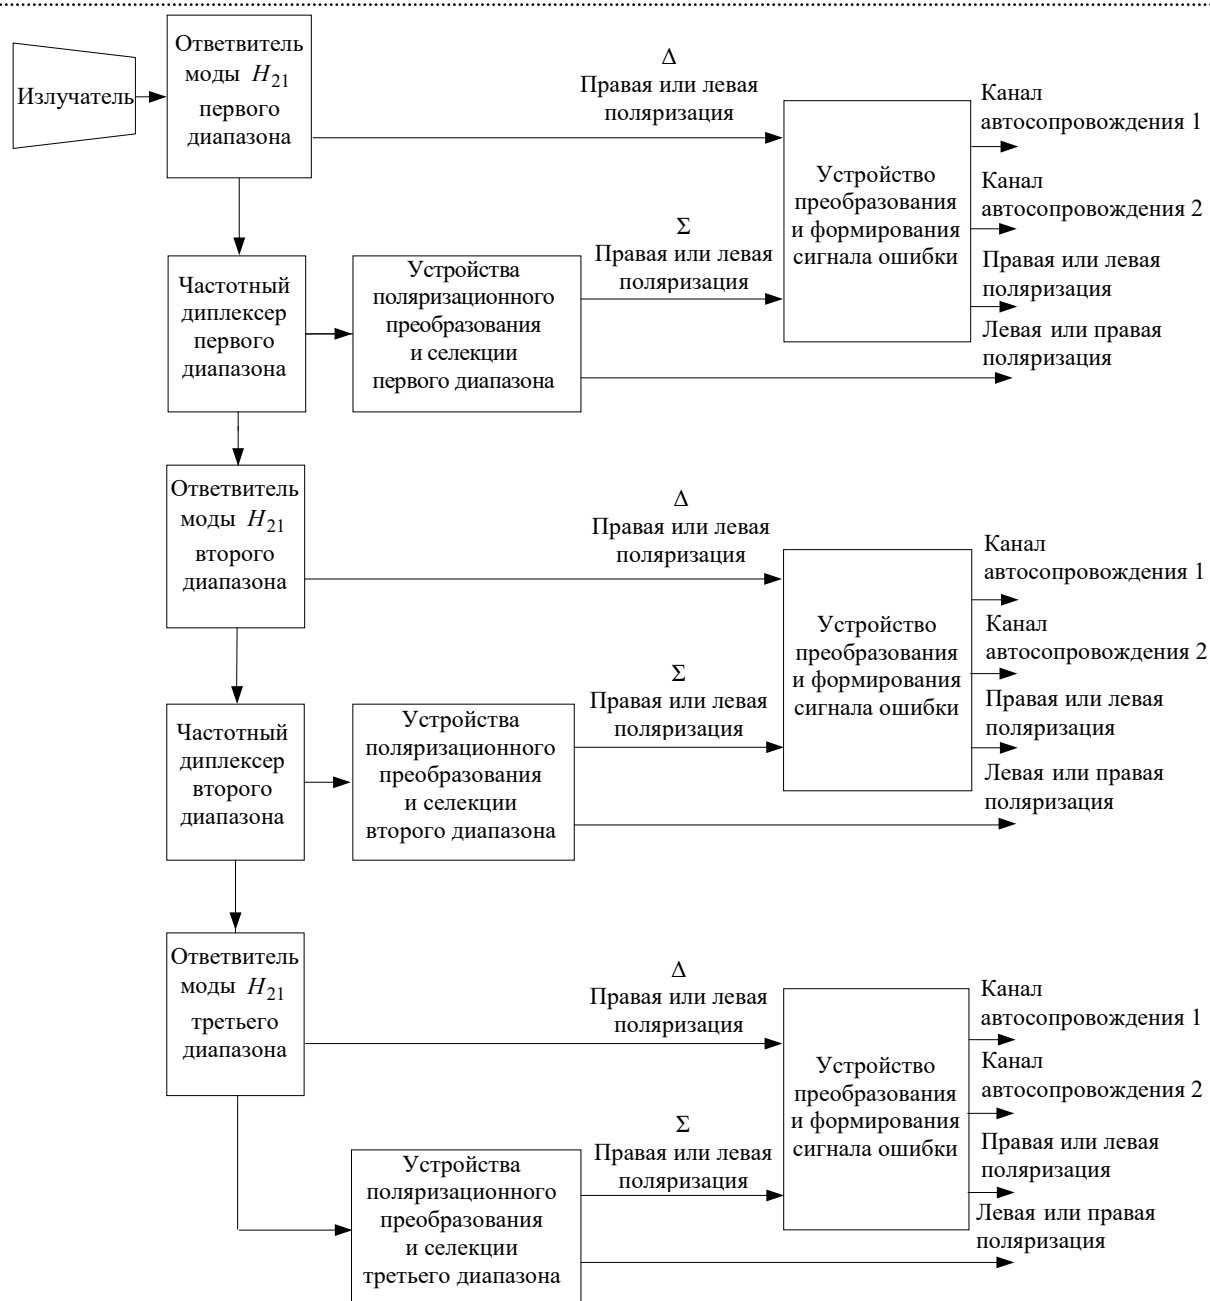 Излучатель
Ответвитель
моды H21
первого
диапазона
Δ
Правая или левая
поляризация
Устройство
преобразования
и формирования
сигнала ошибки
Канал
автосопровождения 1
Канал
автосопровождения 2
Правая или левая
поляризация
Левая или правая
поляризация
Частотный
диплексер
первого
диапазона
Устройства
поляризационного
преобразования
и селекции
первого диапазона
Σ
Правая или левая
поляризация
Ответвитель
моды H21
второго
диапазона
Δ
Правая или левая
поляризация
Устройство
преобразования
и формирования
сигнала ошибки
Канал
автосопровождения 1
Канал
автосопровождения 2
Правая или левая
поляризация
Левая или правая
поляризация
Частотный
диплексер
второго
диапазона
Устройства
поляризационного
преобразования
и селекции
второго диапазона
Σ
Правая или левая
поляризация
Ответвитель
моды H21
третьего
диапазона
Δ
Правая или левая
поляризация
Устройство
преобразования
и формирования
сигнала ошибки
Канал
автосопровождения 1
Канал
автосопровождения 2
Правая или левая
поляризация
Левая или правая
поляризация
Устройства
поляризационного
преобразования
и селекции
третьего диапазона
Σ
Правая или левая
поляризация